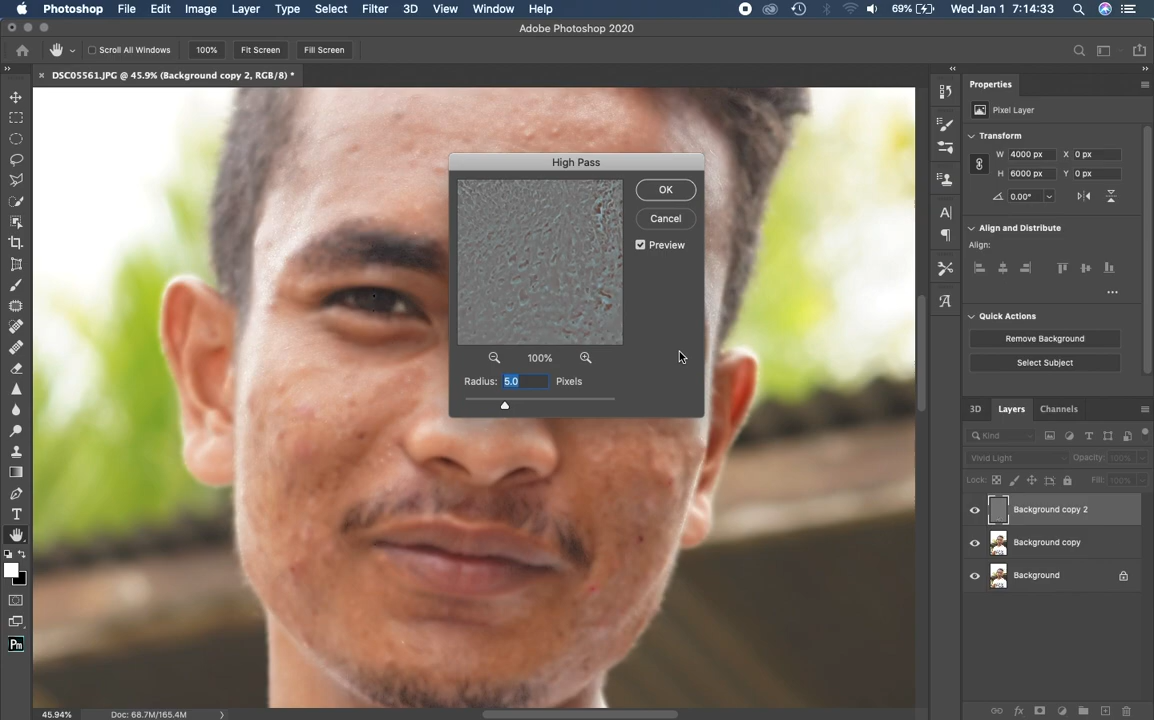 Photoshop File Edit Image Layer Type Select Filter 3D View Window Help 69% Wed Jan 1 7:14:33
Adobe Photoshop 2020
Scroll All Windows 100% Fit Screen Fill Screen
× DSC05561.JPG @ 45.9% (Background copy 2, RGB/8) *
Properties
Pixel Layer
Transform
W 4000 px X 0 px
H 6000 px Y 0 px
0.00°
Align and Distribute
Align:
Quick Actions
Remove Background
Select Subject
High Pass
OK
Cancel
Preview
100%
Radius: 5.0 Pixels
3D Layers Channels
Kind
Vivid Light Opacity: 100%
Lock: Fill: 100%
Background copy 2
Background copy
Background
Pm
45.94% Doc: 68.7M/165.4M